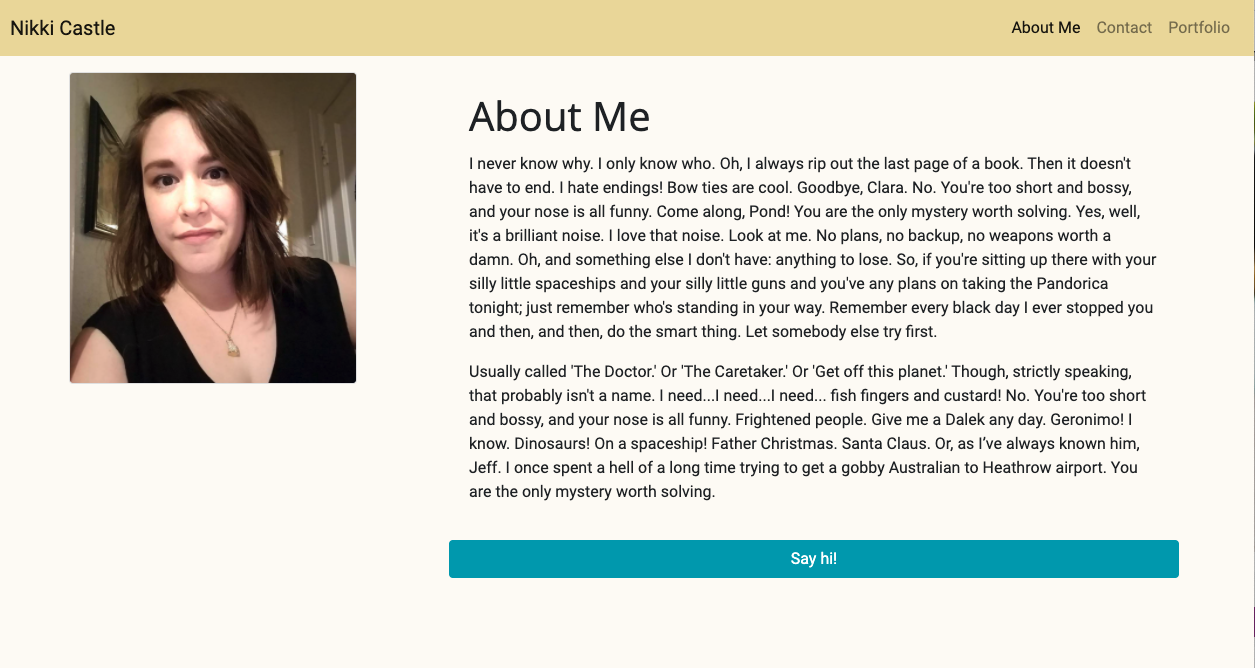 Nikki Castle
About Me Contact Portfolio
About Me
I never know why. I only know who. Oh, I always rip out the last page of a book. Then it doesn't
have to end. I hate endings! Bow ties are cool. Goodbye, Clara. No. You're too short and bossy,
and your nose is all funny. Come along, Pond! You are the only mystery worth solving. Yes, well,
it's a brilliant noise. I love that noise. Look at me. No plans, no backup, no weapons worth a
damn. Oh, and something else I don't have: anything to lose. So, if you're sitting up there with your
silly little spaceships and your silly little guns and you've any plans on taking the Pandorica
tonight; just remember who's standing in your way. Remember every black day I ever stopped you
and then, and then, do the smart thing. Let somebody else try first.
Usually called 'The Doctor.' Or 'The Caretaker.' Or 'Get off this planet.' Though, strictly speaking,
that probably isn't a name. I need...I need...I need... fish fingers and custard! No. You're too short
and bossy, and your nose is all funny. Frightened people. Give me a Dalek any day. Geronimo! I
know. Dinosaurs! On a spaceship! Father Christmas. Santa Claus. Or, as I’ve always known him,
Jeff. I once spent a hell of a long time trying to get a gobby Australian to Heathrow airport. You
are the only mystery worth solving.
Say hi!